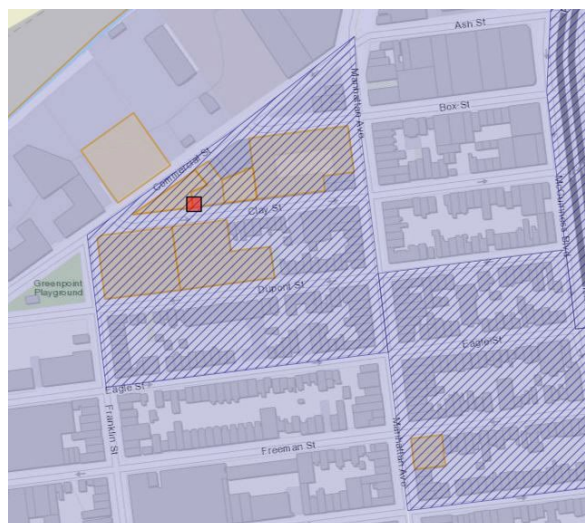 Ash St
Manhattan Ave
Box St
Commercial St
McGuinness Blvd
Clay St
Greenpoint
Playground
Dupont St
Eagle St
Eagle St
Franklin St
Manhattan Ave
Freeman St